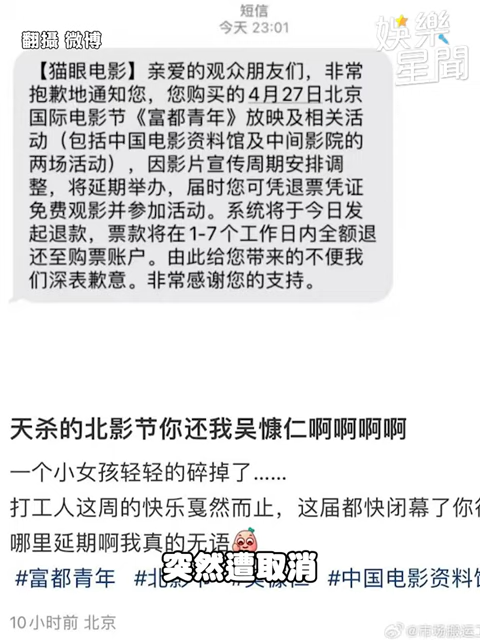 短信
今天 23:01
翻攝 微博
娛樂星聞
【猫眼电影】亲爱的观众朋友们，非常
抱歉地通知您，您购买的4月27日北京
国际电影节《富都青年》放映及相关活
动（包括中国电影资料馆及中间影院的
两场活动），因影片宣传周期安排调
整，将延期举办，届时您可凭退票凭证
免费观影并参加活动。系统将于今日发
起退款，票款将在1-7个工作日内全额退
还至购票账户。由此给您带来的不便我
们深表歉意。非常感谢您的支持。
天杀的北影节你还我吴慷仁啊啊啊啊
一个小女孩轻轻的碎掉了……
打工人这周的快乐戛然而止，这届都快闭幕了你
哪里延期啊我真的无语
突然遭取消
#富都青年 #北影节 #吴慷仁 #中国电影资料
10小时前 北京